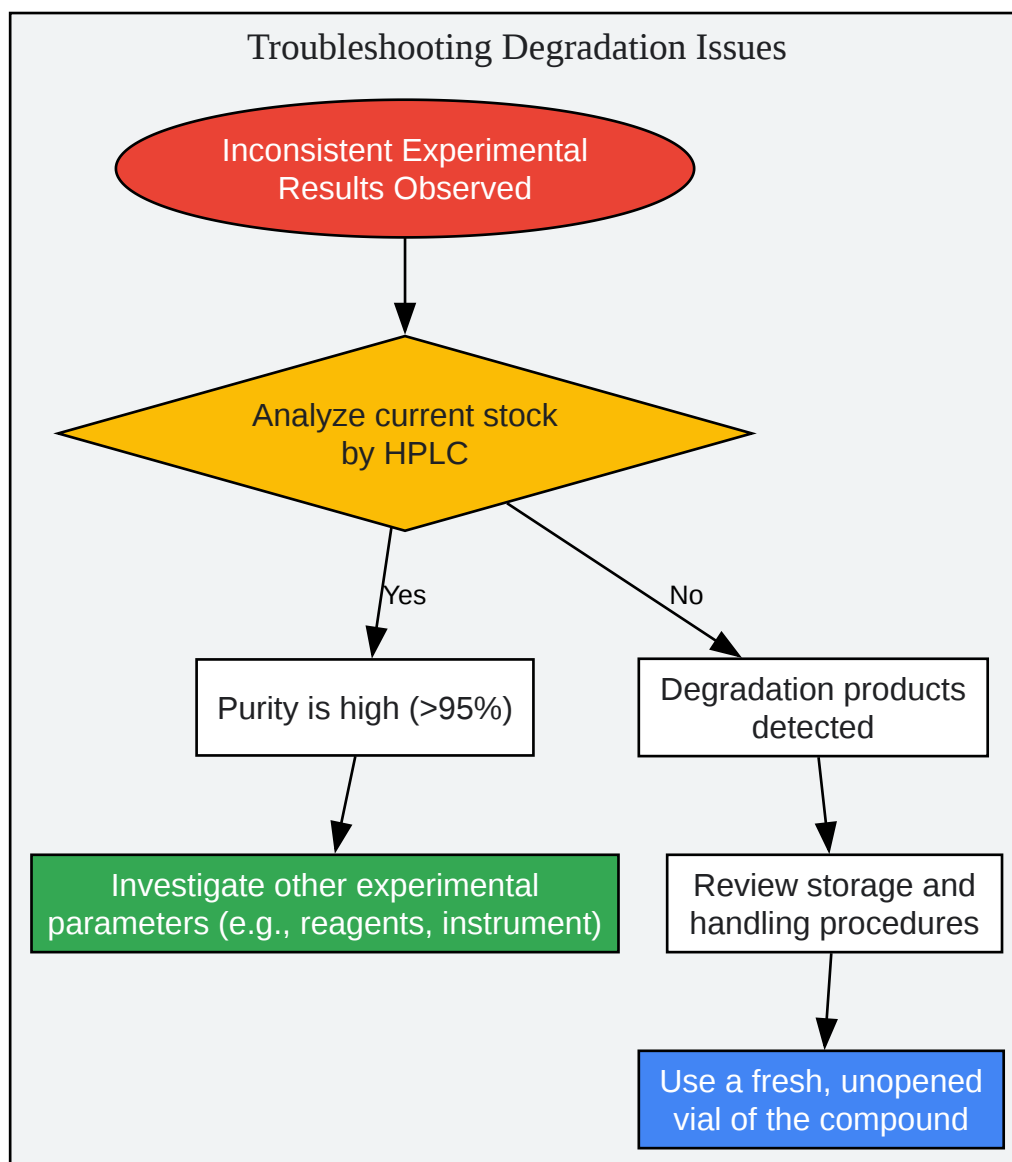 Troubleshooting Degradation Issues
Inconsistent Experimental
Results Observed
Analyze current stock
by HPLC
Yes
No
Purity is high (>95%)
Degradation products
detected
Investigate other experimental
parameters (e.g., reagents, instrument)
Review storage and
handling procedures
Use a fresh, unopened
vial of the compound